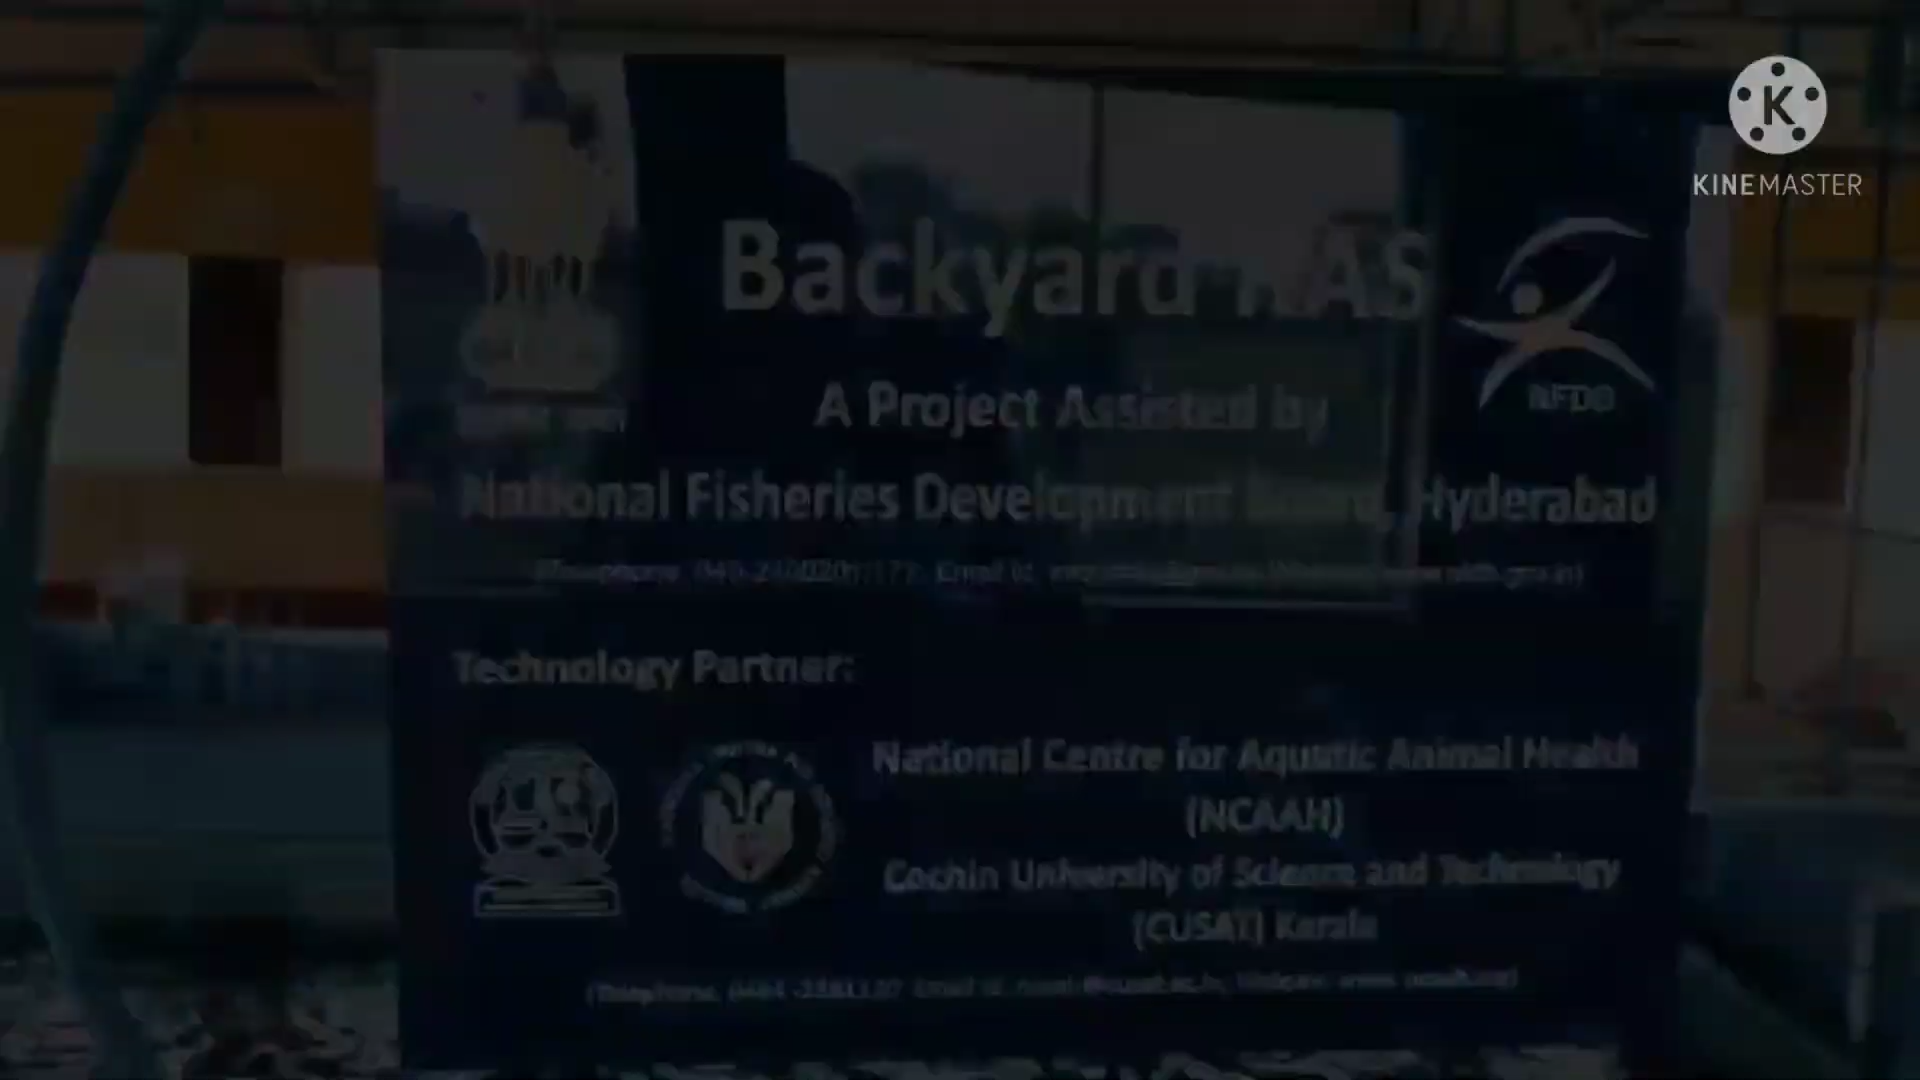 KINEMASTER
Backyard RAS
NFDB
A Project Assisted by
National Fisheries Development Board, Hyderabad
Technology Partner:
National Centre for Aquatic Animal Health
(NCAAH)
Cochin University of Science and Technology
(CUSAT) Kerala